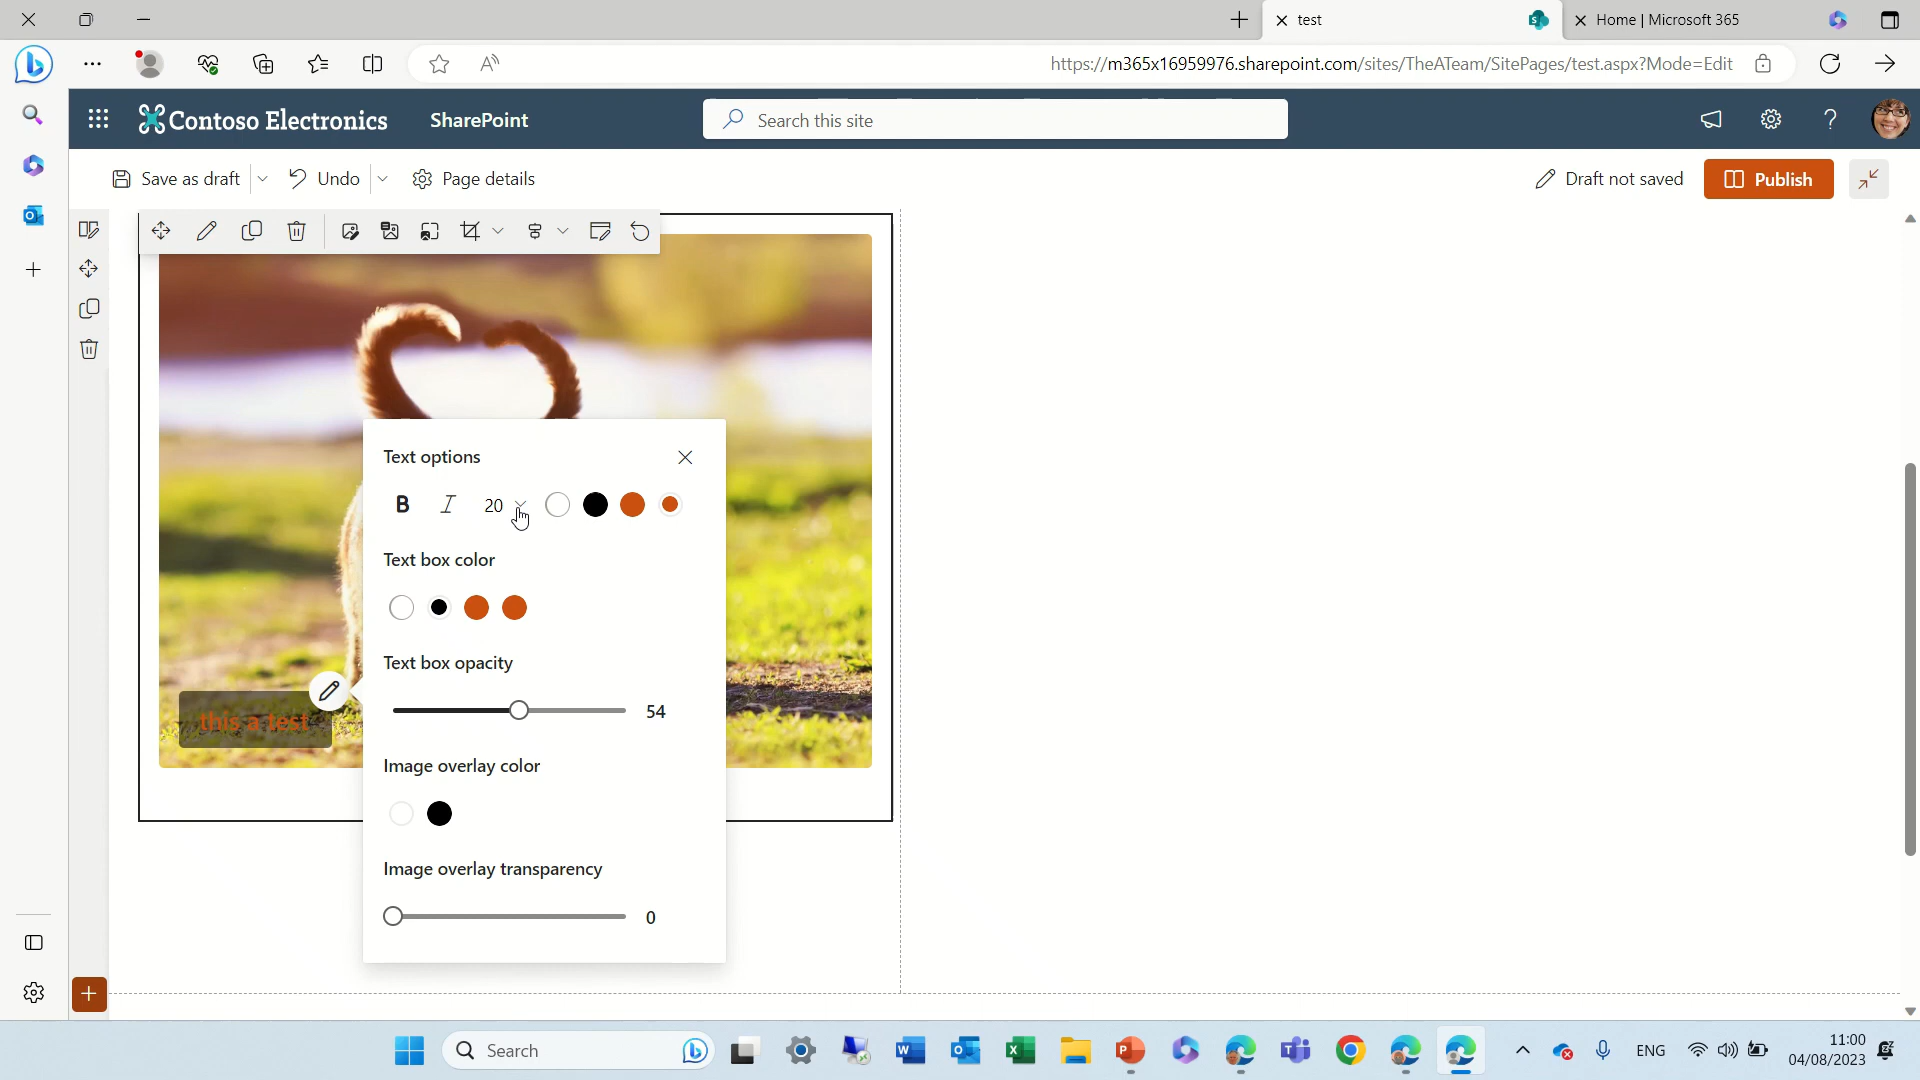 test
Home | Microsoft 365
https://m365x16959976.sharepoint.com/sites/TheATeam/SitePages/test.aspx?Mode=Edit
Contoso Electronics
SharePoint
Search this site
Save as draft
Undo
Page details
Draft not saved
Publish
Text options
B I 20
Text box color
Text box opacity
54
this a test
Image overlay color
Image overlay transparency
0
Search
ENG
11:00
04/08/2023